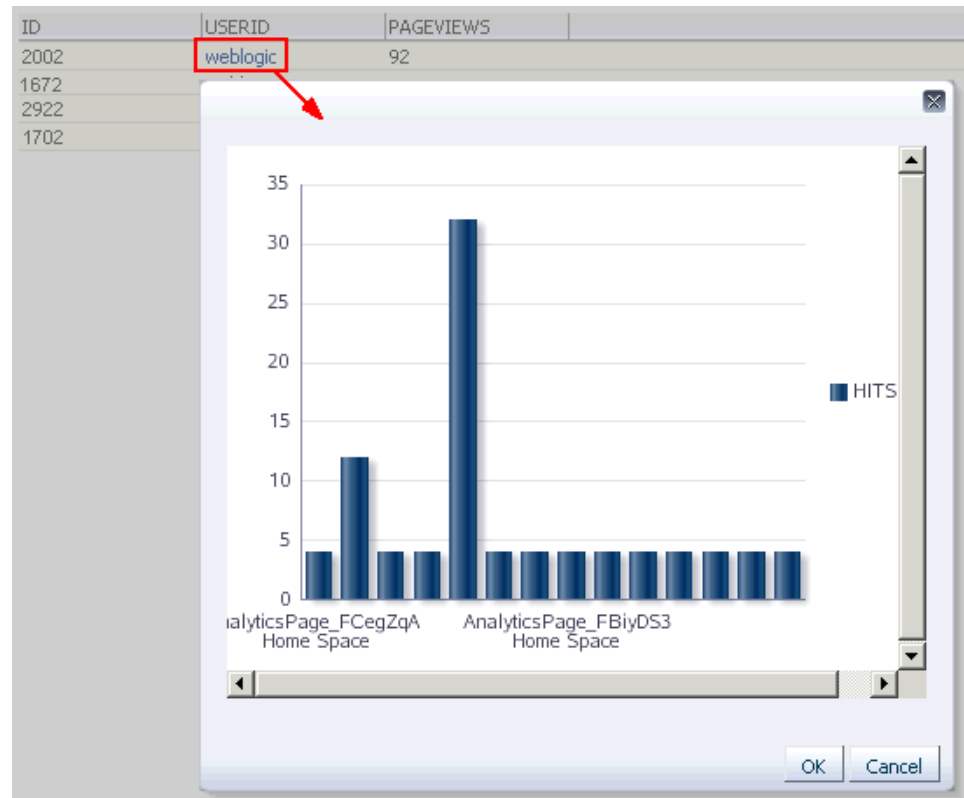 ID USERID PAGEVIEWS
2002 weblogic 92
1672
2922
1702
35
30
25
20
15
10
5
0
HITS
alyticsPage_FCegZqA AnalyticsPage_FBiyDS3
Home Space Home Space
OK Cancel